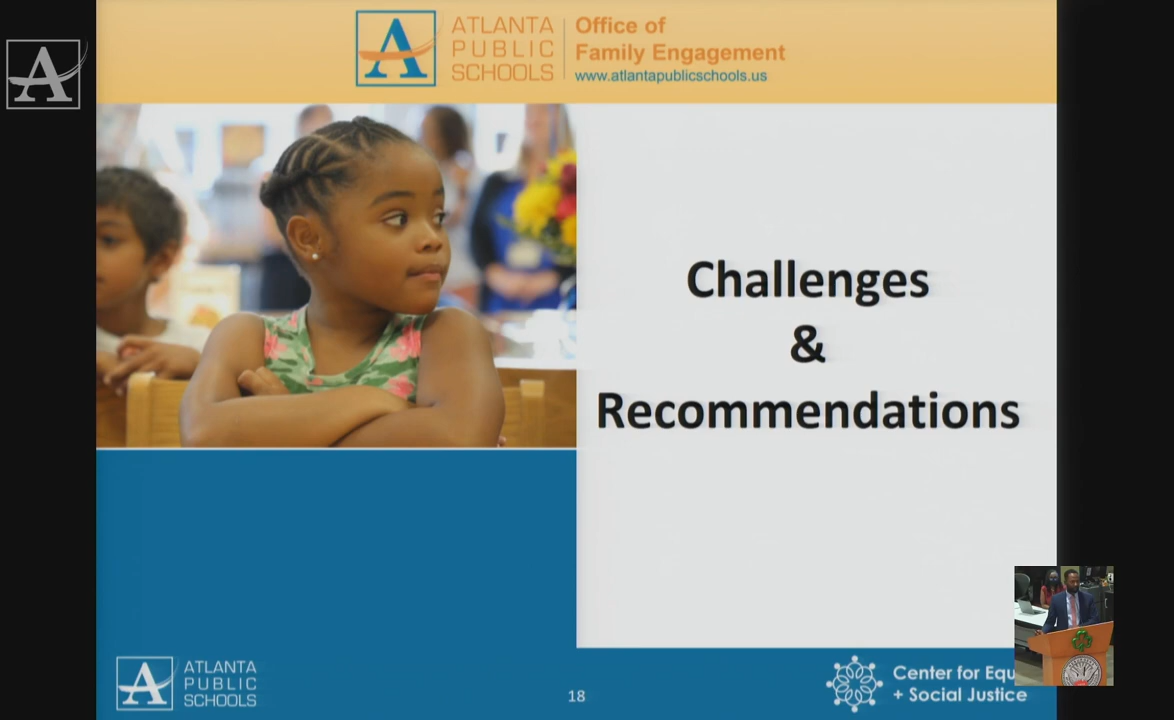 ATLANTA
PUBLIC
SCHOOLS
Office of
Family Engagement
www.atlantapublicschools.us
Challenges
&
Recommendations
ATLANTA
PUBLIC
SCHOOLS
18
Center for Equ
+ Social Justice